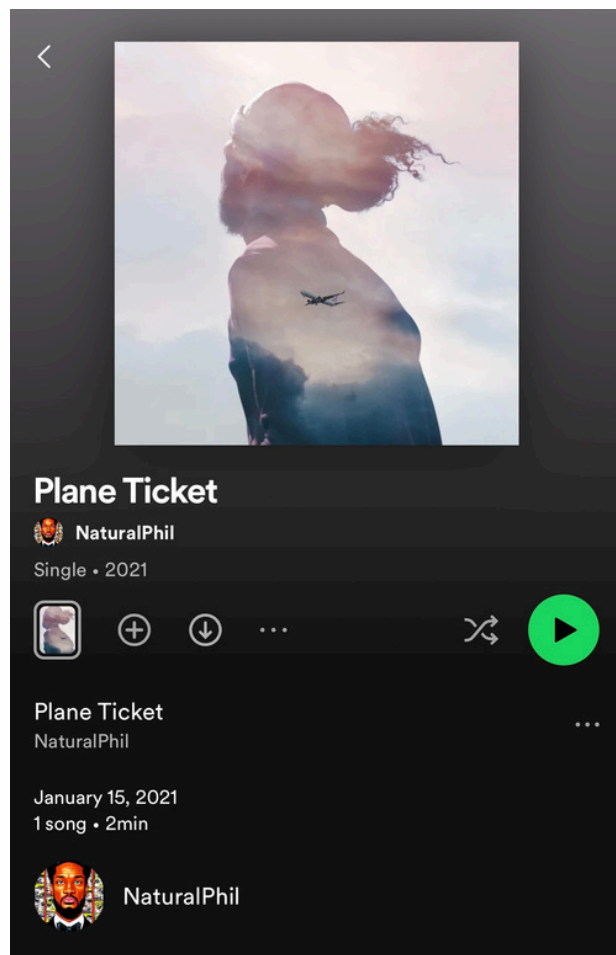 Plane Ticket
NaturalPhil
Single • 2021
Plane Ticket
NaturalPhil
January 15, 2021
1 song • 2min
NaturalPhil